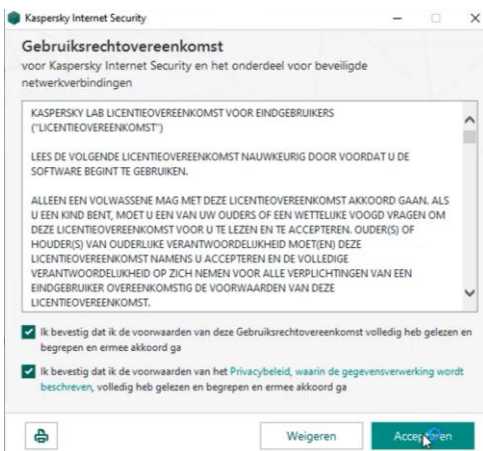 Kaspersky Internet Security
Gebruiksrechtovereenkomst
voor Kaspersky Internet Security en het onderdeel voor beveiligde
netwerkverbindingen
KASPERSKY LAB LICENTIEOVEREENKOMST VOOR EINDGEBRUIKERS
("LICENTIEOVEREENKOMST")
LEES DE VOLGENDE LICENTIEOVEREENKOMST NAUWKEURIG DOOR VOORDAT U DE
SOFTWARE BEGINT TE GEBRUIKEN.
ALLEEN EEN VOLWASSENE MAG MET DEZE LICENTIEOVEREENKOMST AKKOORD GAAN. ALS
U EEN KIND BENT, MOET U EEN VAN UW OUDERS OF EEN WETTELIJKE VOOGD VRAGEN OM
DEZE LICENTIEOVEREENKOMST VOOR U TE LEZEN EN TE ACCEPTEREN. OUDER(S) OF
HOUDER(S) VAN OUDERLIJKE VERANTWOORDELIJKHEID MOET(EN) DEZE
LICENTIEOVEREENKOMST NAMENS U ACCEPTEREN EN DE VOLLEDIGE
VERANTWOORDELIJKHEID OP ZICH NEMEN VOOR ALLE VERPLICHTINGEN VAN EEN
EINDGEBRUIKER OVEREENKOMSTIG DE VOORWAARDEN VAN DEZE
LICENTIEOVEREENKOMST.
Ik bevestig dat ik de voorwaarden van deze Gebruiksrechtovereenkomst volledig heb gelezen en
begrepen en ermee akkoord ga
Ik bevestig dat ik de voorwaarden van het Privacybeleid, waarin de gegevensverwerking wordt
beschreven, volledig heb gelezen en begrepen en ermee akkoord ga
Weigeren
Accepteren